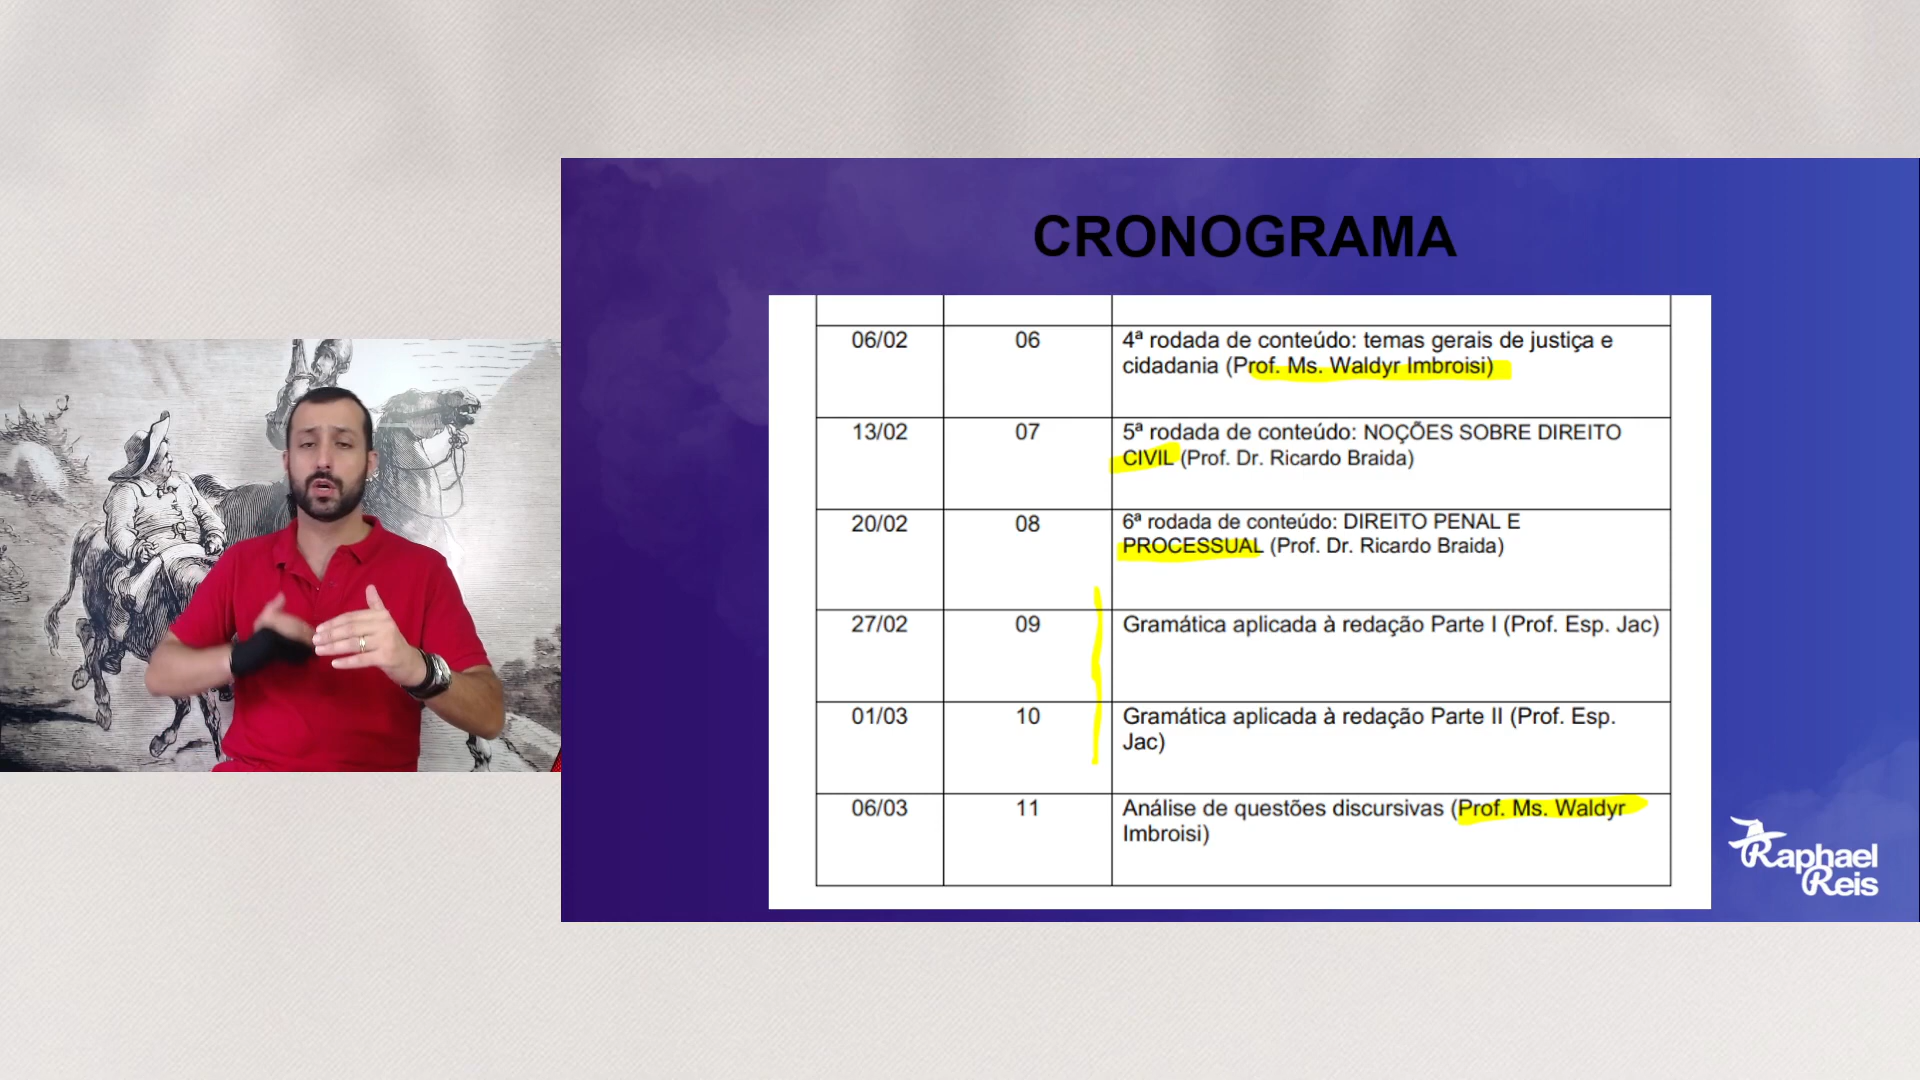 CRONOGRAMA
06/02 06 4ª rodada de conteúdo: temas gerais de justiça e
cidadania (Prof. Ms. Waldyr Imbroisi)
13/02 07 5ª rodada de conteúdo: NOÇÕES SOBRE DIREITO
CIVIL (Prof. Dr. Ricardo Braida)
20/02 08 6ª rodada de conteúdo: DIREITO PENAL E
PROCESSUAL (Prof. Dr. Ricardo Braida)
27/02 09 Gramática aplicada à redação Parte I (Prof. Esp. Jac)
01/03 10 Gramática aplicada à redação Parte II (Prof. Esp.
Jac)
06/03 11 Análise de questões discursivas (Prof. Ms. Waldyr
Imbroisi)
Raphael
Reis